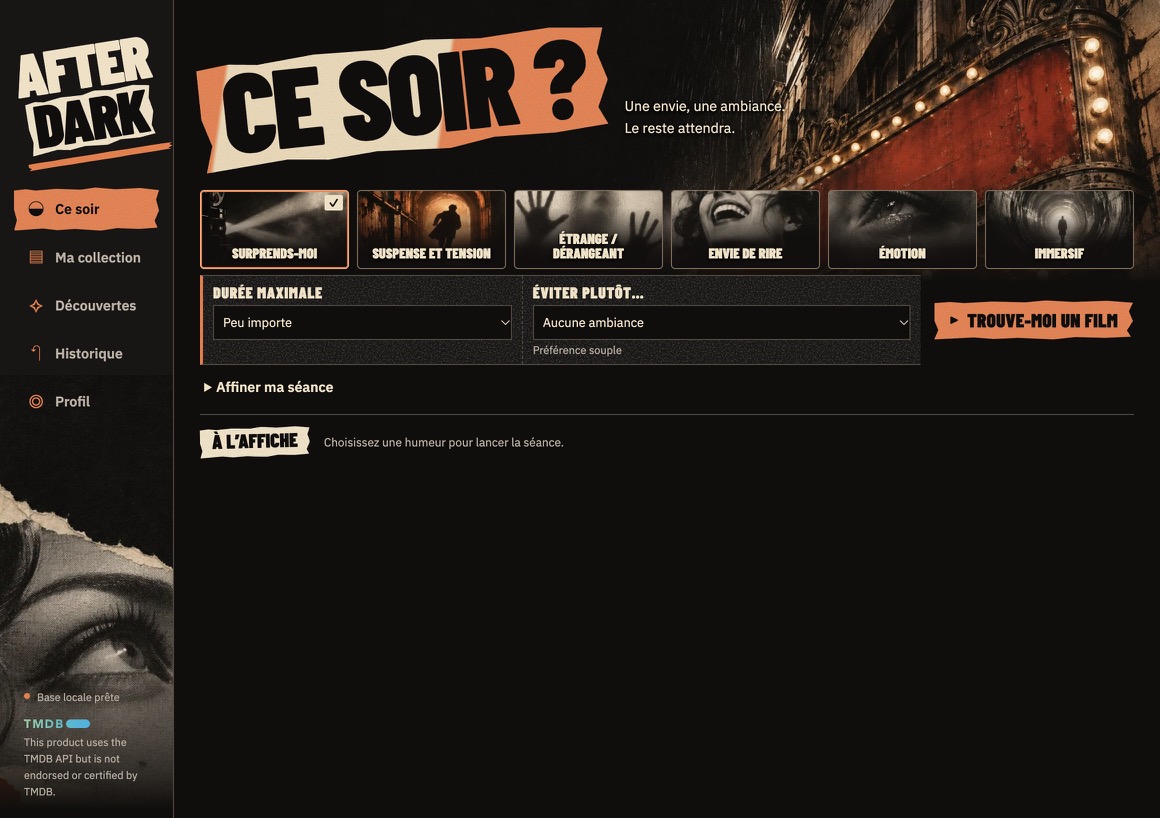 AFTER
DARK
Ce soir
Ma collection
Découvertes
Historique
Profil
Base locale prête
TMDB
This product uses the
TMDB API but is not
endorsed or certified by
TMDB.
CE SOIR ?
Une envie, une ambiance.
Le reste attendra.
SURPRENDS-MOI
SUSPENSE ET TENSION
ÉTRANGE /
DÉRANGEANT
ENVIE DE RIRE
ÉMOTION
IMMERSIF
DURÉE MAXIMALE
Peu importe
ÉVITER PLUTÔT...
Aucune ambiance
Préférence souple
TROUVE-MOI UN FILM
Affiner ma séance
À L'AFFICHE
Choisissez une humeur pour lancer la séance.